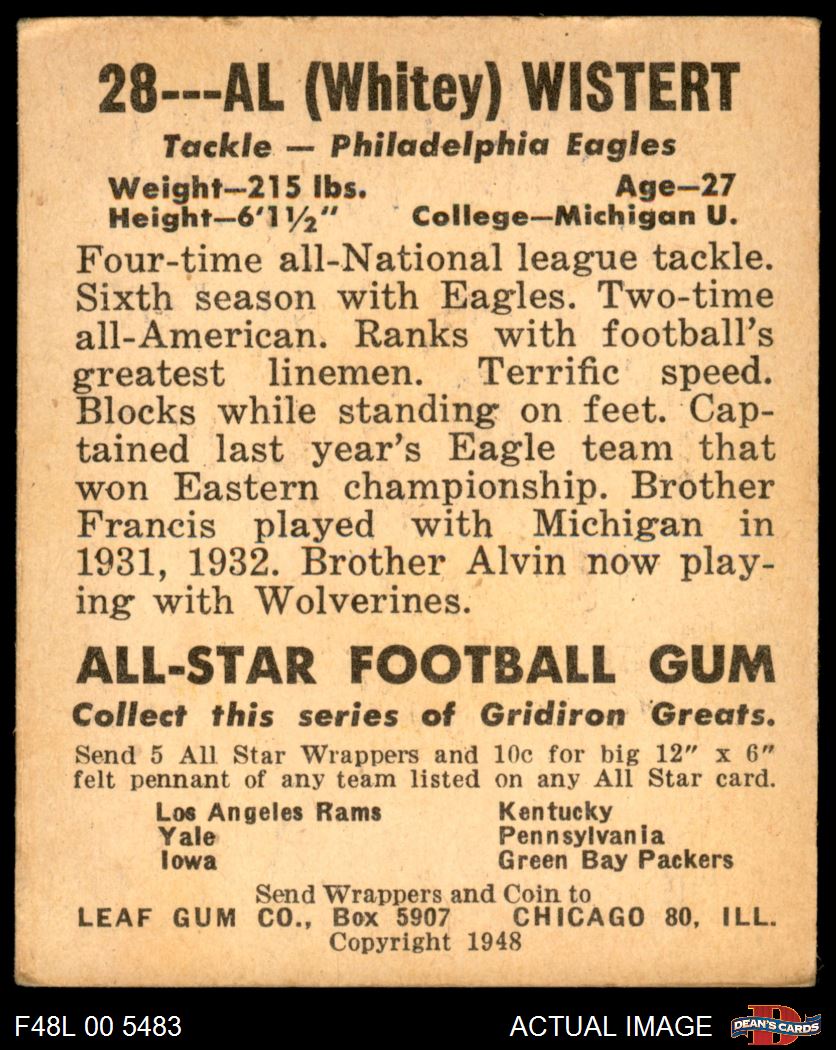 28---AL (Whitey) WISTERT
Tackle — Philadelphia Eagles
Weight—215 lbs. Age—27
Height—6'1½" College—Michigan U.
Four-time all-National league tackle.
Sixth season with Eagles. Two-time
all-American. Ranks with football's
greatest linemen. Terrific speed.
Blocks while standing on feet. Cap-
tained last year's Eagle team that
won Eastern championship. Brother
Francis played with Michigan in
1931, 1932. Brother Alvin now play-
ing with Wolverines.
ALL-STAR FOOTBALL GUM
Collect this series of Gridiron Greats.
Send 5 All Star Wrappers and 10c for big 12" x 6"
felt pennant of any team listed on any All Star card.
Los Angeles Rams Kentucky
Yale Pennsylvania
Iowa Green Bay Packers
Send Wrappers and Coin to
LEAF GUM CO., Box 5907 CHICAGO 80, ILL.
Copyright 1948
F48L 00 5483 ACTUAL IMAGE D DEAN'S CARDS